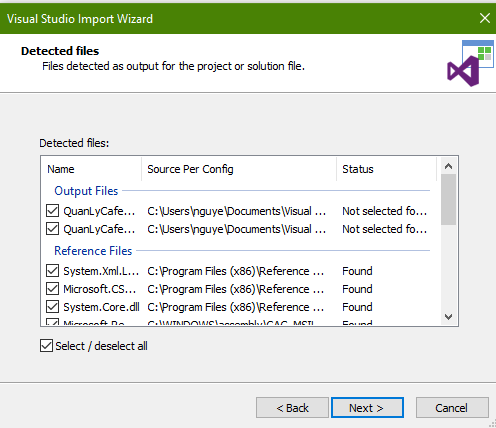 Visual Studio Import Wizard
Detected files
Files detected as output for the project or solution file.
Detected files:
Name Source Per Config Status
Output Files
QuanLyCafe... C:\Users\nguye\Documents\Visual ... Not selected fo...
QuanLyCafe... C:\Users\nguye\Documents\Visual ... Not selected fo...
Reference Files
System.Xml.L... C:\Program Files (x86)\Reference ... Found
Microsoft.CS... C:\Program Files (x86)\Reference ... Found
System.Core.dll C:\Program Files (x86)\Reference ... Found
Microsoft.Re... C:\WINDOWS\assembly\GAC_MSIL... Found
Select / deselect all
< Back Next > Cancel